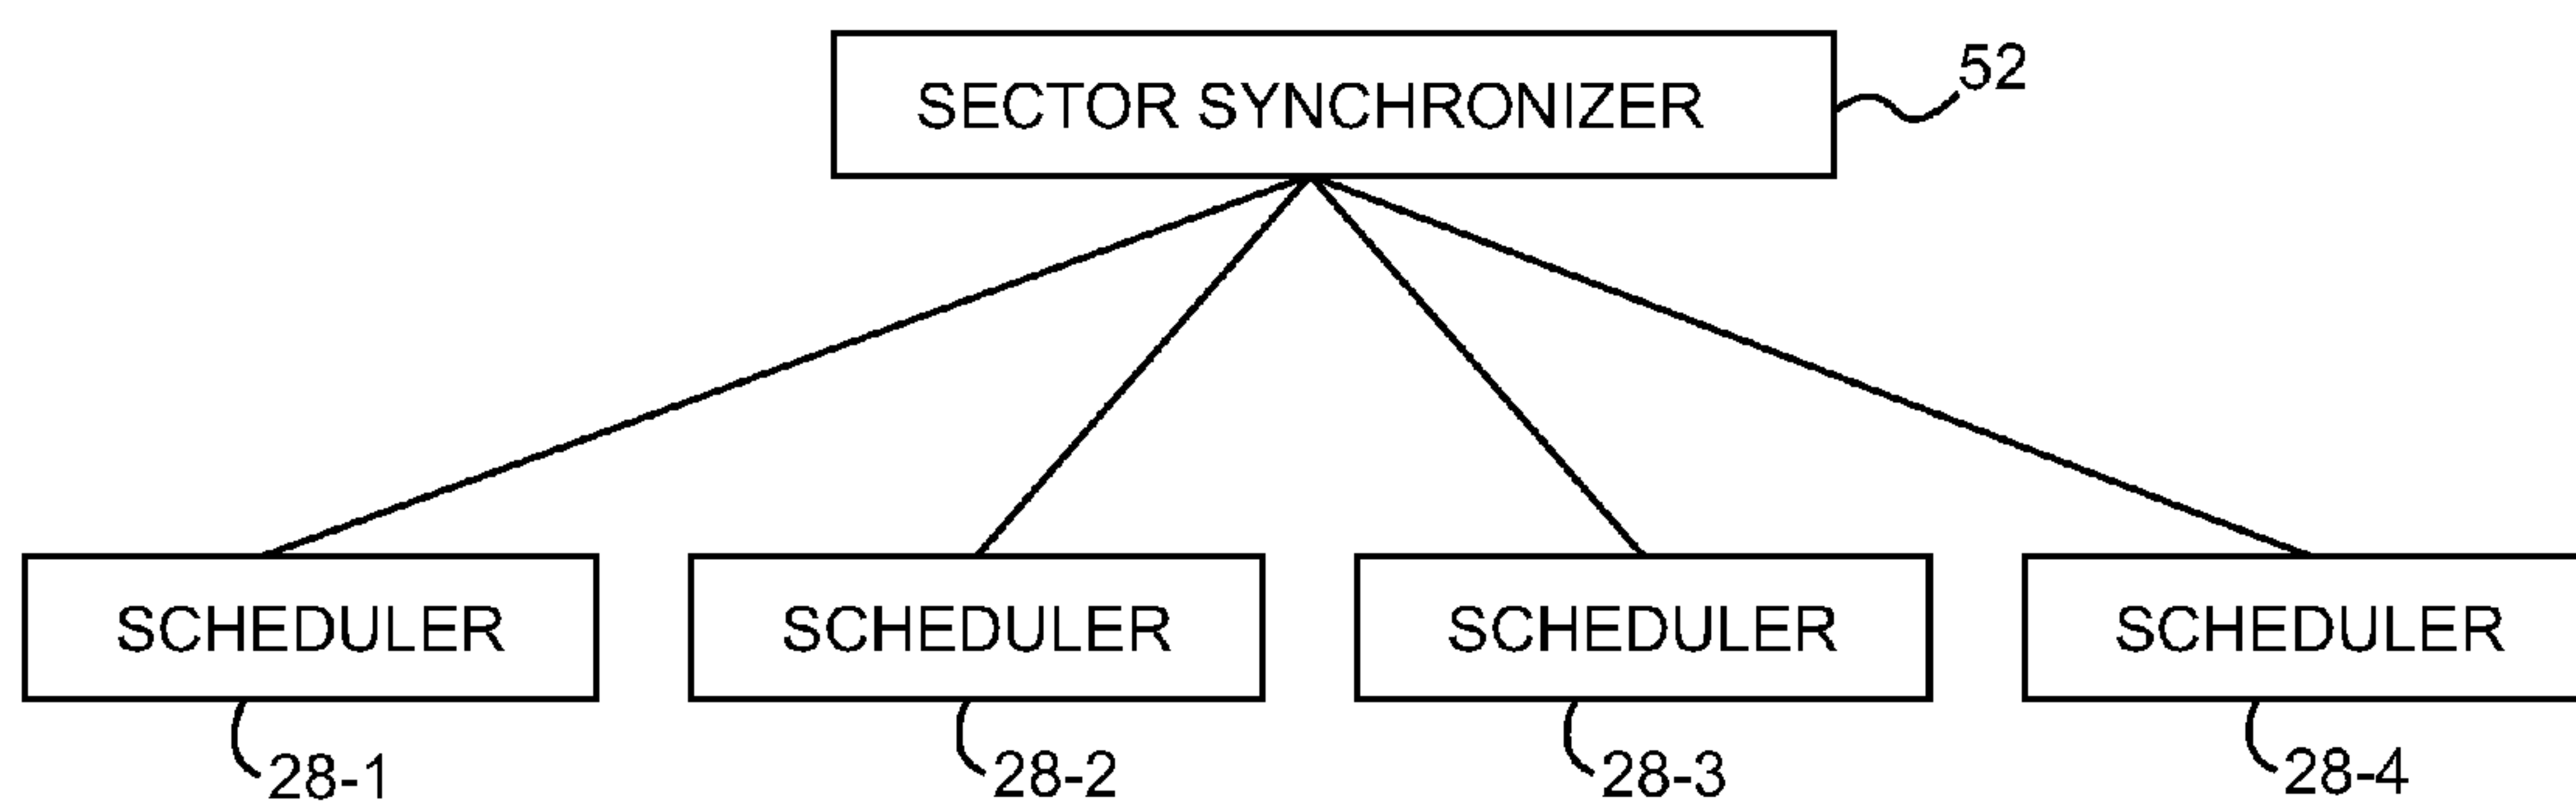 SECTOR SYNCHRONIZER
52
SCHEDULER
SCHEDULER
SCHEDULER
SCHEDULER
28-1
28-2
28-3
28-4